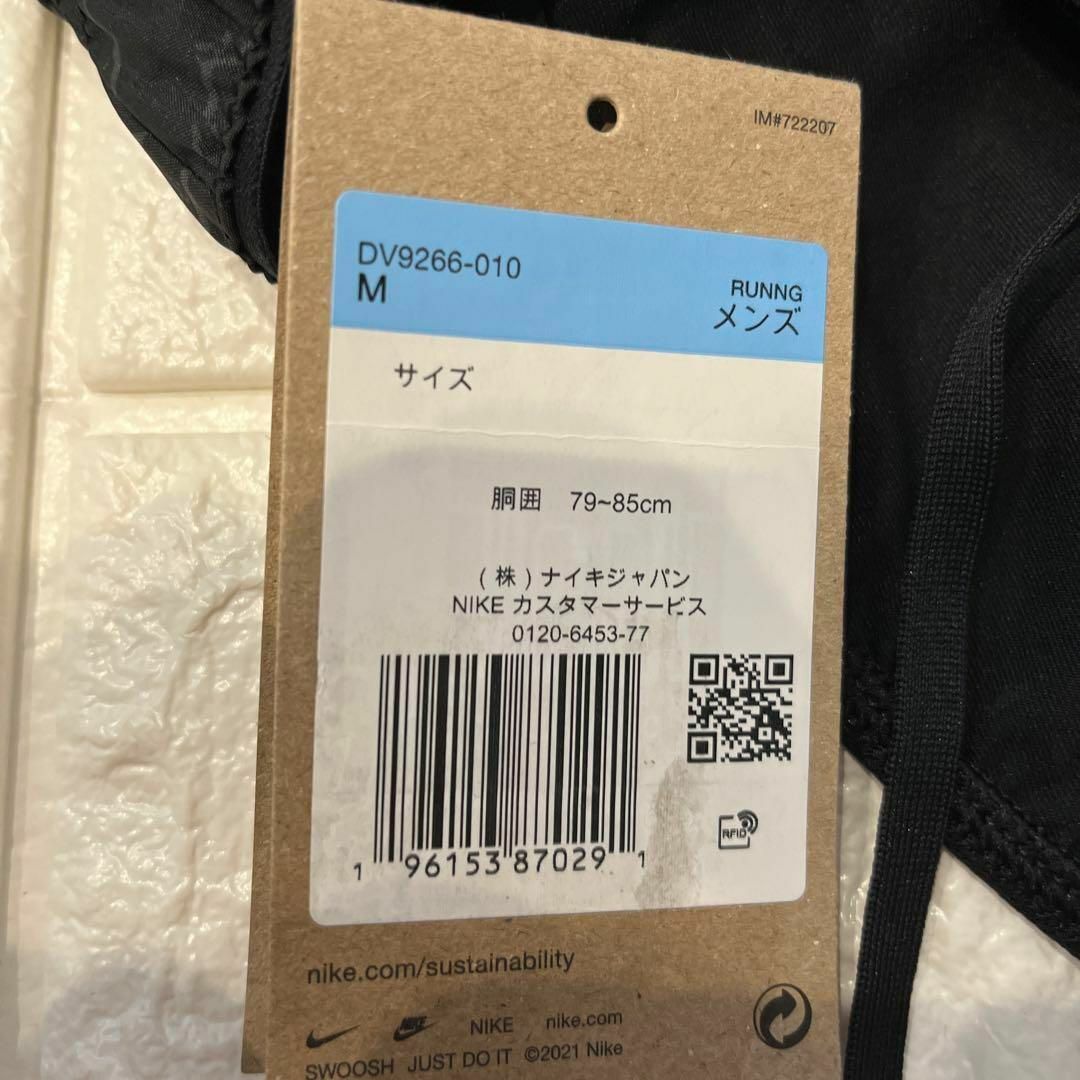 IM#722207
DV9266-010
M
RUNNG
メンズ
サイズ
胴囲 79~85cm
(株)ナイキジャパン
NIKE カスタマーサービス
0120-6453-77
RFID
1 96153 87029 1
nike.com/sustainability
NIKE NIKE nike.com
SWOOSH JUST DO IT ©2021 Nike